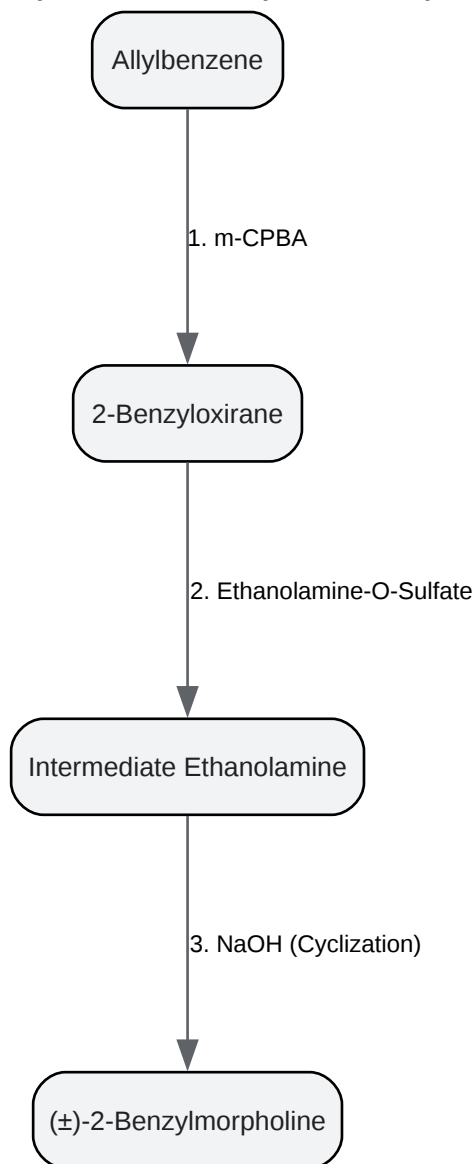 Allylbenzene
1. m-CPBA
2-Benzyloxirane
2. Ethanolamine-O-Sulfate
Intermediate Ethanolamine
3. NaOH (Cyclization)
(±)-2-Benzylmorpholine